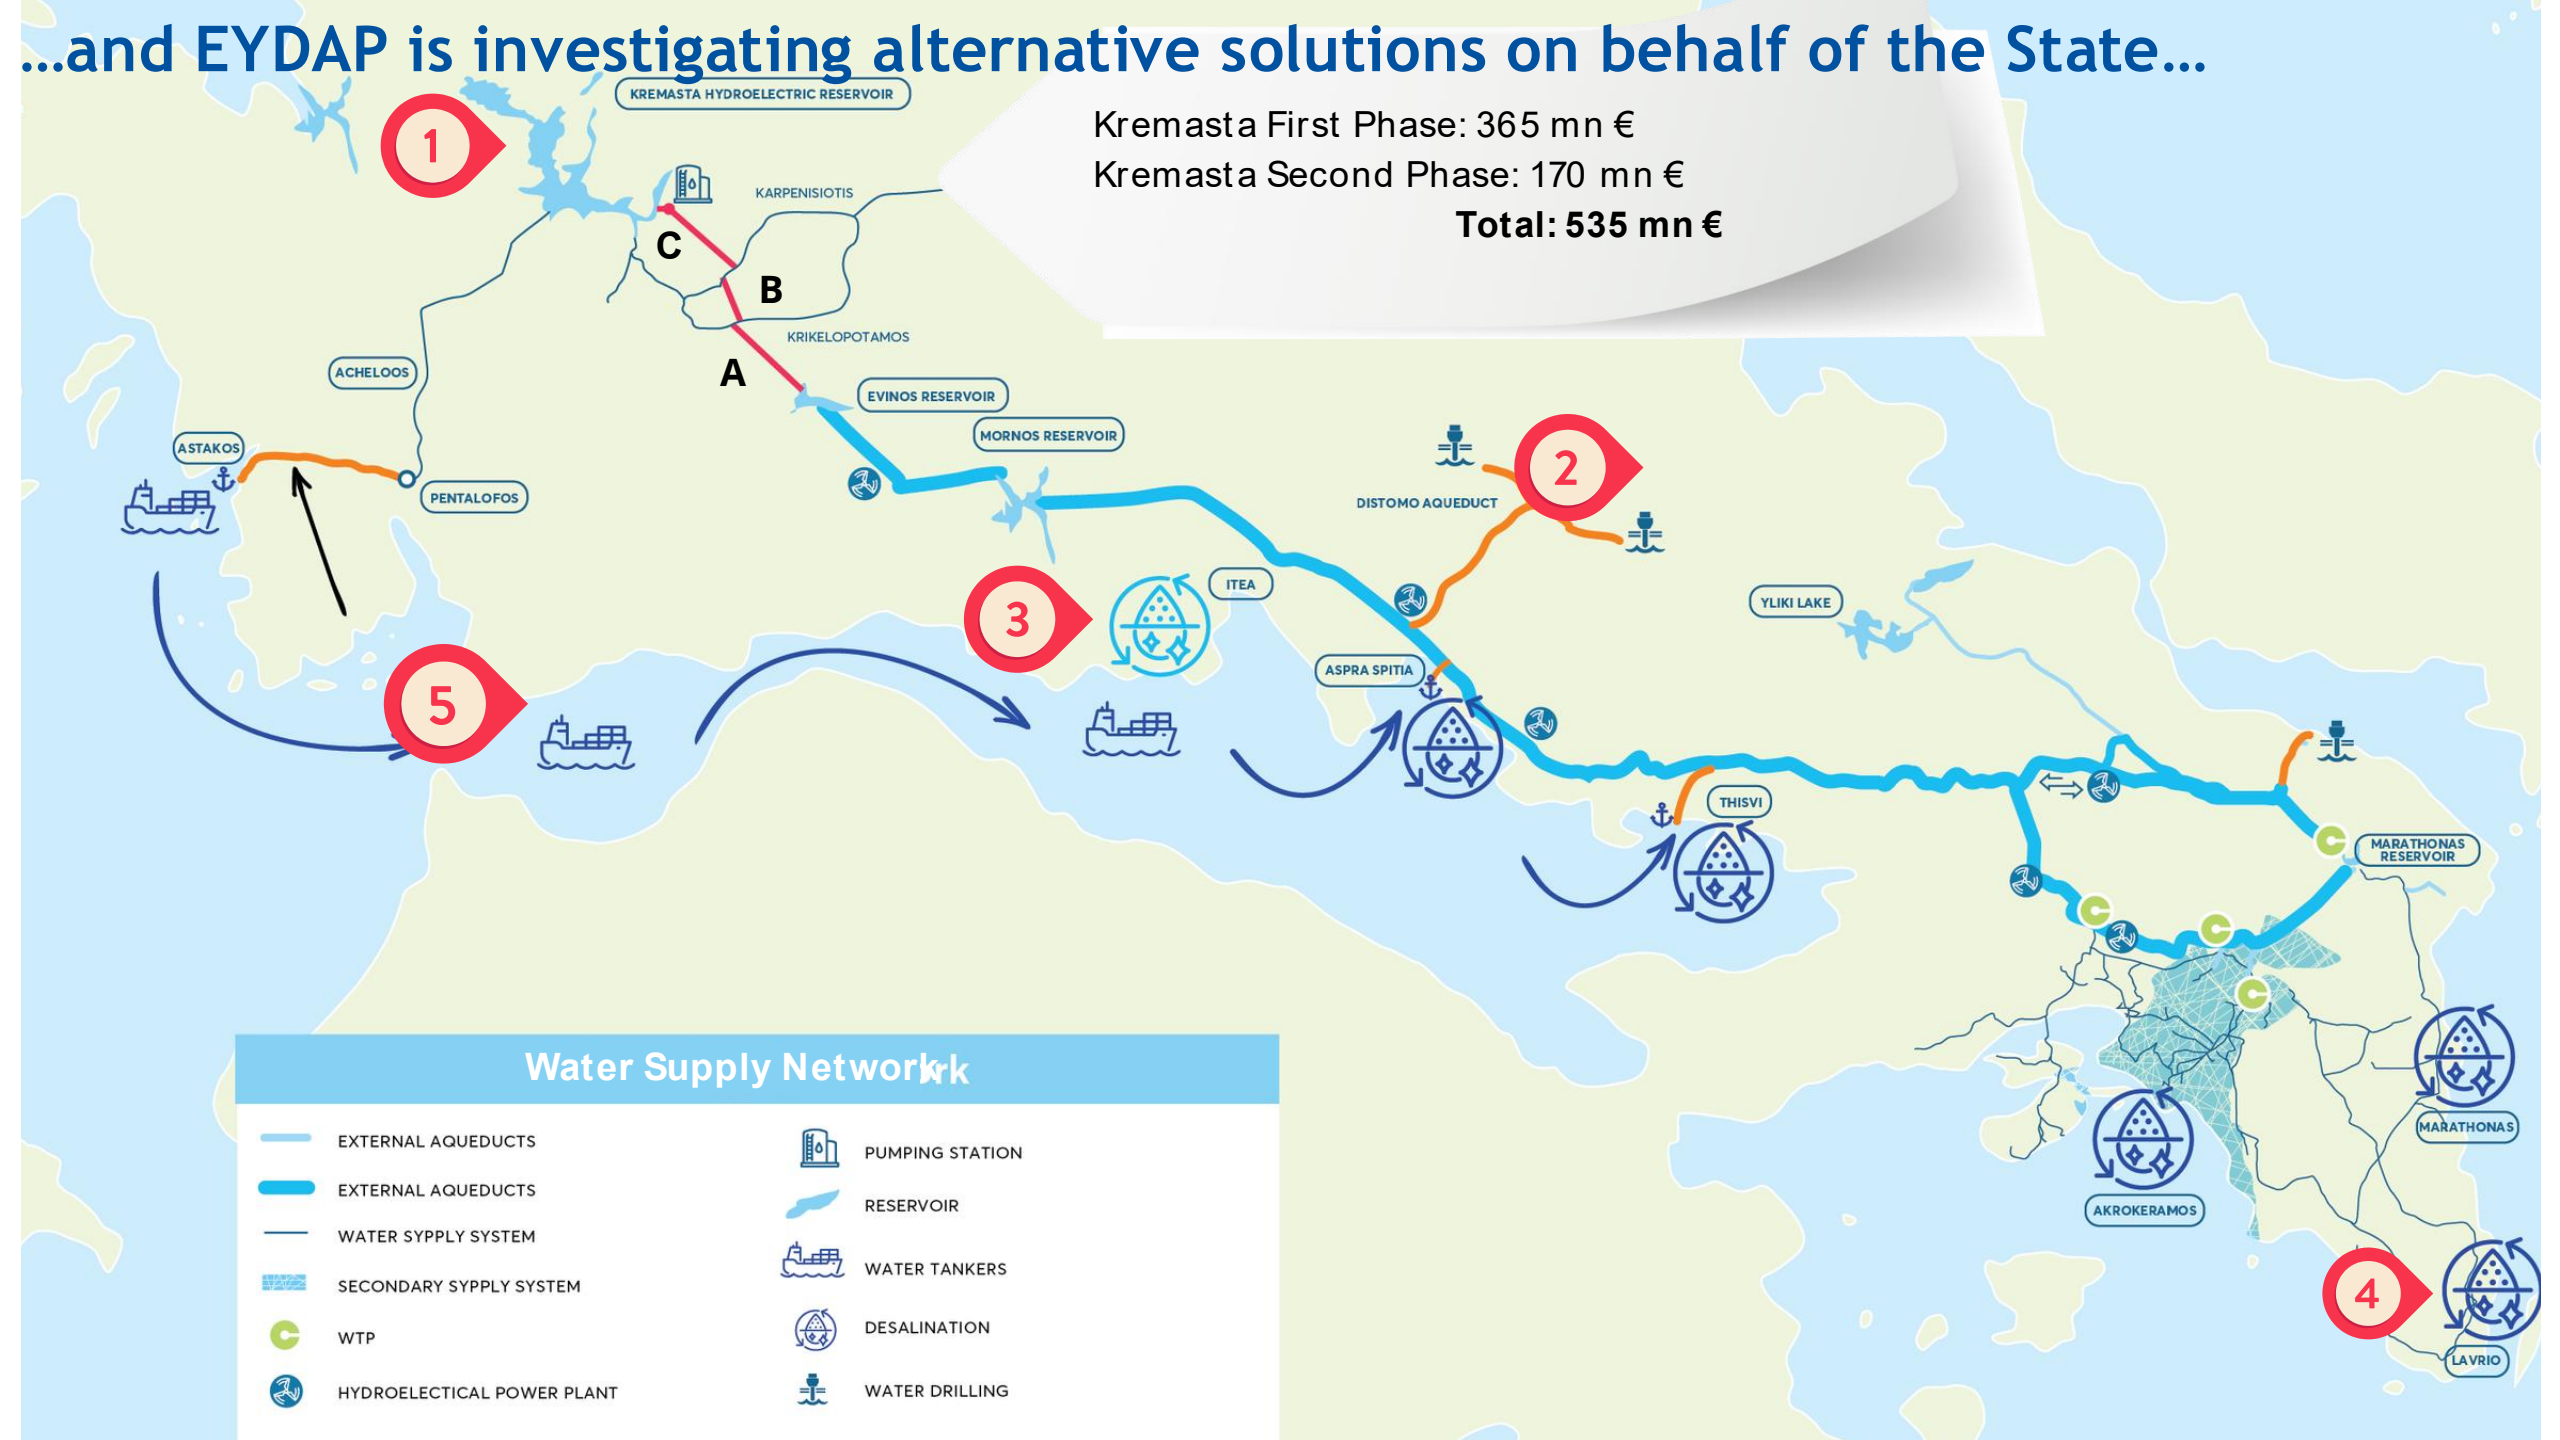 ...and EYDAP is investigating alternative solutions on behalf of the State...
KREMASTA HYDROELECTRIC RESERVOIR
Kremasta First Phase: 365 mn €
Kremasta Second Phase: 170 mn €
Total: 535 mn €
1
KARPENISIOTIS
C
B
KRIKELOPOTAMOS
A
ACHELOOS
EVINOS RESERVOIR
MORNOS RESERVOIR
ASTAKOS
PENTALOFOS
2
DISTOMO AQUEDUCT
3
ITEA
YLIKI LAKE
ASPRA SPITIA
5
THISVI
MARATHONAS
RESERVOIR
MARATHONAS
AKROKERAMOS
4
LAVRIO
Water Supply Network
rk
EXTERNAL AQUEDUCTS
EXTERNAL AQUEDUCTS
WATER SYPPLY SYSTEM
SECONDARY SYPPLY SYSTEM
WTP
HYDROELECTICAL POWER PLANT
PUMPING STATION
RESERVOIR
WATER TANKERS
DESALINATION
WATER DRILLING